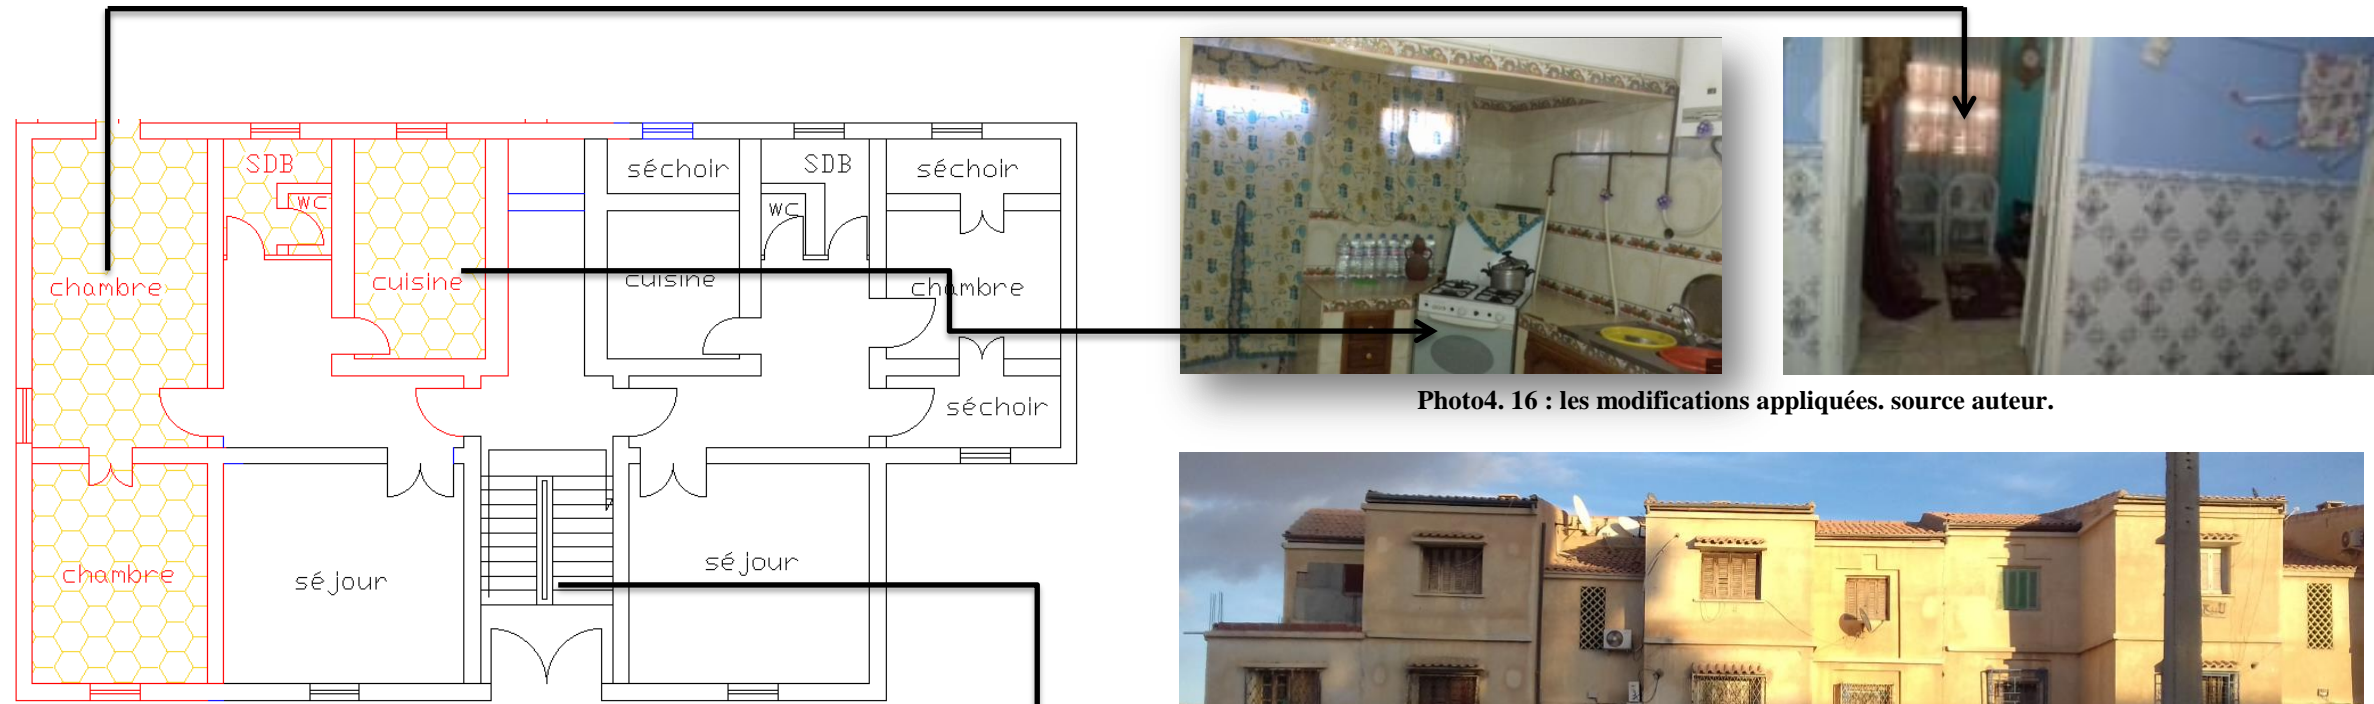 SDB
séchoir
SDB
séchoir
WC
WC
chambre
cuisine
cuisine
chambre
séchoir
Photo4. 16 : les modifications appliquées. source auteur.
séjour
chambre
séjour